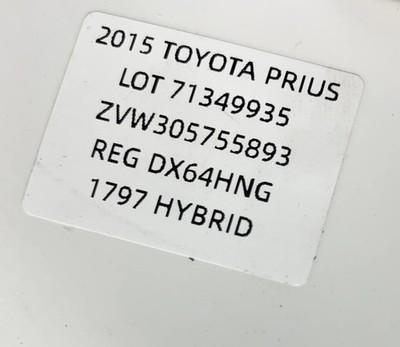 2015 TOYOTA PRIUS
LOT 71349935
ZVW305755893
REG DX64HNG
1797 HYBRID